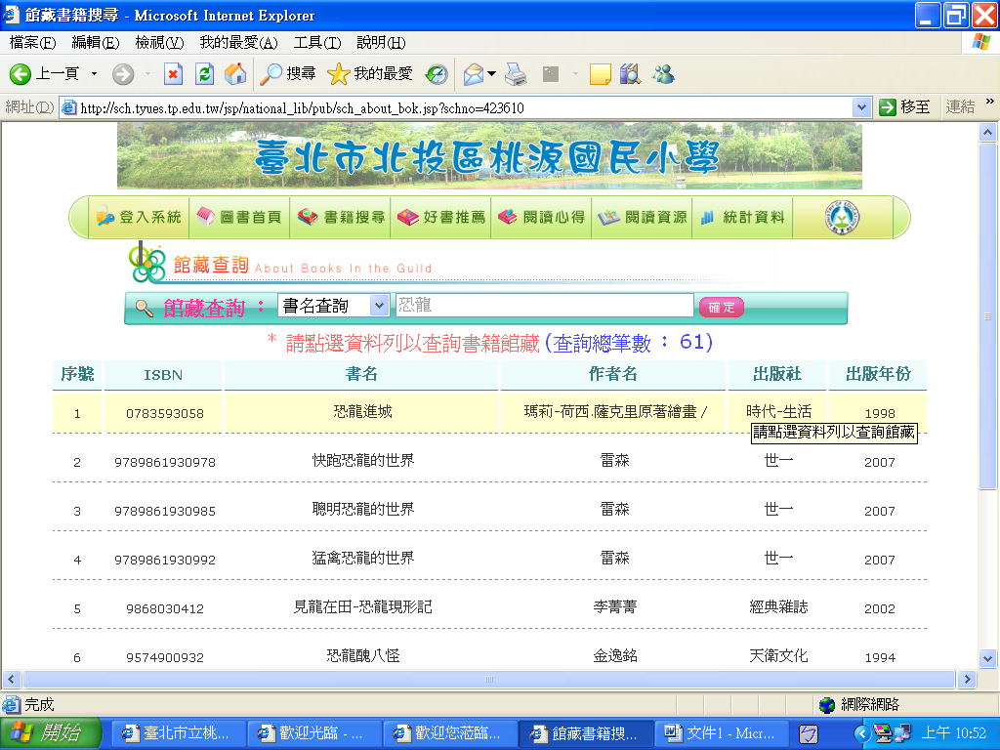 館藏書籍搜尋 - Microsoft Internet Explorer
檔案(F) 編輯(E) 檢視(V) 我的最愛(A) 工具(T) 說明(H)
上一頁 搜尋 我的最愛
網址(D) http://sch.tyues.tp.edu.tw/jsp/national_lib/pub/sch_about_bok.jsp?schno=423610 移至 連結 »
臺北市北投區桃源國民小學
登入系統 圖書首頁 書籍搜尋 好書推薦 閱讀心得 閱讀資源 統計資料
館藏查詢 About Books In the Guild
館藏查詢 : 書名查詢 恐龍 確定
* 請點選資料列以查詢書籍館藏 (查詢總筆數 : 61)
序號 ISBN 書名 作者名 出版社 出版年份
1 0783593058 恐龍進城 瑪莉-荷西.薩克里原著繪畫 / 時代-生活 1998
請點選資料列以查詢館藏
2 9789861930978 快跑恐龍的世界 雷森 世一 2007
3 9789861930985 聰明恐龍的世界 雷森 世一 2007
4 9789861930992 猛禽恐龍的世界 雷森 世一 2007
5 9868030412 見龍在田-恐龍現形記 李菁菁 經典雜誌 2002
6 9574900932 恐龍醜八怪 金逸銘 天衛文化 1994
完成 網際網路
開始 臺北市立桃... 歡迎光臨 - ... 歡迎您蒞臨... 館藏書籍搜... 文件1 - Micr... 上午 10:52